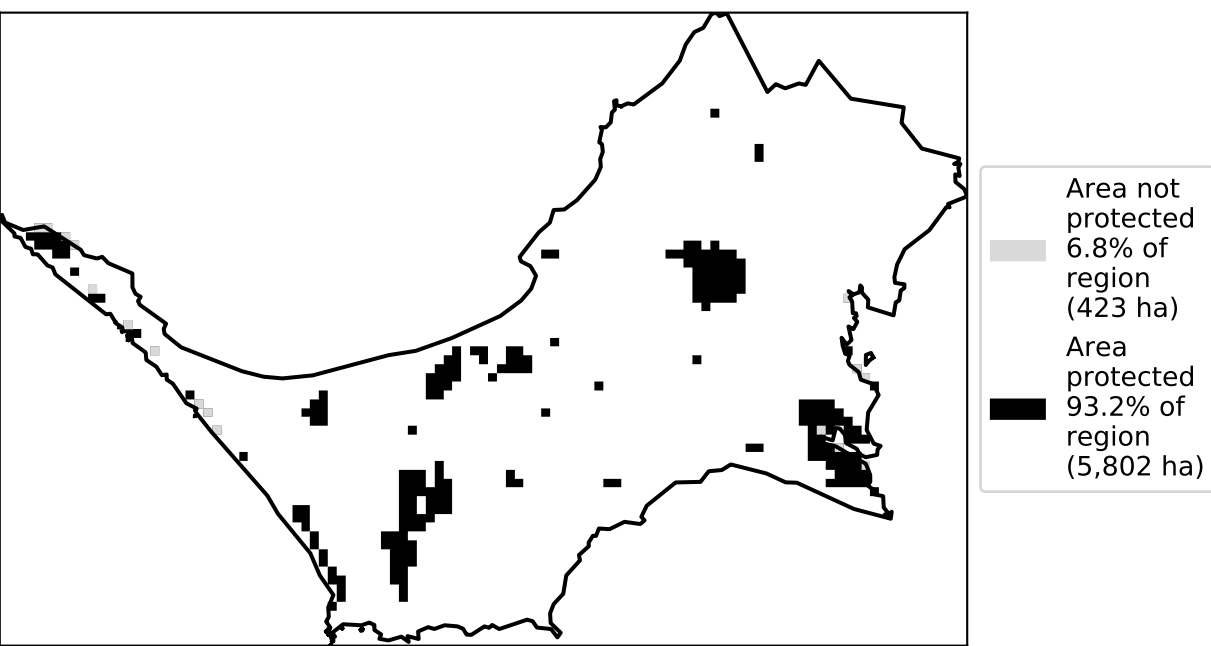 Area not
protected
6.8% of
region
(423 ha)
Area
protected
93.2% of
region
(5,802 ha)